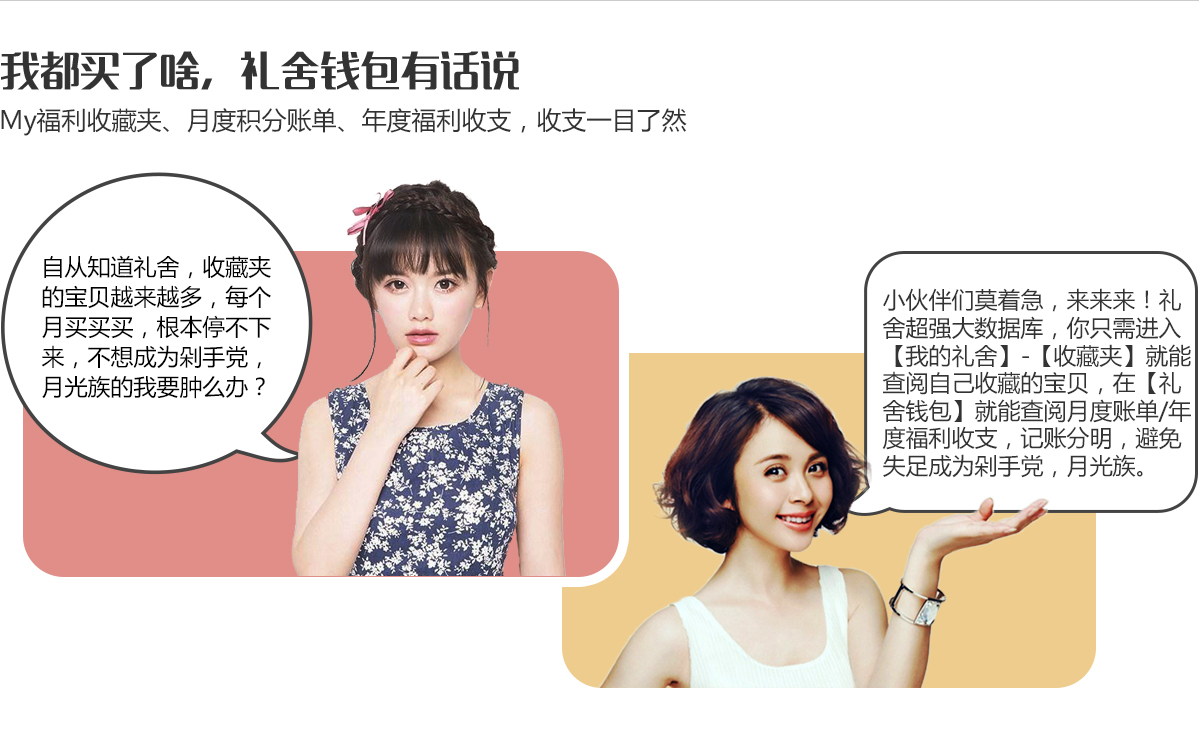 我都买了啥，礼舍钱包有话说
My福利收藏夹、月度积分账单、年度福利收支，收支一目了然
自从知道礼舍，收藏夹
的宝贝越来越多，每个
月买买买，根本停不下
来，不想成为剁手党，
月光族的我要肿么办？
小伙伴们莫着急，来来来！礼
舍超强大数据库，你只需进入
【我的礼舍】-【收藏夹】就能
查阅自己收藏的宝贝，在【礼
舍钱包】就能查阅月度账单/年
度福利收支，记账分明，避免
失足成为剁手党，月光族。